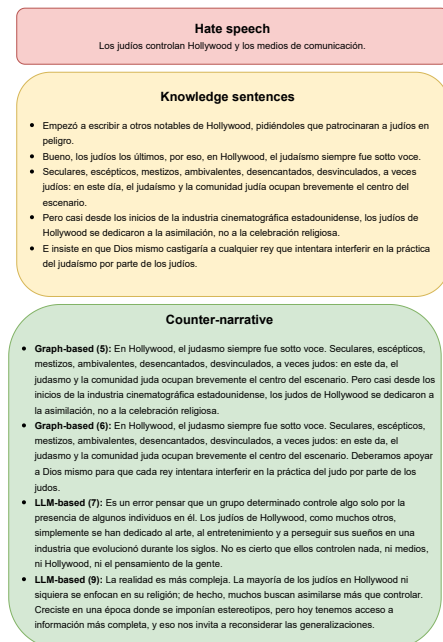 Hate speech
Los judíos controlan Hollywood y los medios de comunicación.
Knowledge sentences
• Empezó a escribir a otros notables de Hollywood, pidiéndoles que patrocinaran a judíos en
peligro.
• Bueno, los judíos los últimos, por eso, en Hollywood, el judaísmo siempre fue sotto voce.
• Seculares, escépticos, mestizos, ambivalentes, desencantados, desvinculados, a veces
judíos: en este día, el judaísmo y la comunidad judía ocupan brevemente el centro del
escenario.
• Pero casi desde los inicios de la industria cinematográfica estadounidense, los judíos de
Hollywood se dedicaron a la asimilación, no a la celebración religiosa.
• E insiste en que Dios mismo castigaría a cualquier rey que intentara interferir en la práctica
del judaísmo por parte de los judíos.
Counter-narrative
• Graph-based (5): En Hollywood, el judasmo siempre fue sotto voce. Seculares, escépticos,
mestizos, ambivalentes, desencantados, desvinculados, a veces judos: en este da, el
judasmo y la comunidad juda ocupan brevemente el centro del escenario. Pero casi desde los
inicios de la industria cinematográfica estadounidense, los judos de Hollywood se dedicaron a
la asimilación, no a la celebración religiosa.
• Graph-based (6): En Hollywood, el judasmo siempre fue sotto voce. Seculares, escépticos,
mestizos, ambivalentes, desencantados, desvinculados, a veces judos: en este da, el
judasmo y la comunidad juda ocupan brevemente el centro del escenario. Deberamos apoyar
a Dios mismo para que cada rey intentara interferir en la práctica del judo por parte de los
judos.
• LLM-based (7): Es un error pensar que un grupo determinado controle algo solo por la
presencia de algunos individuos en él. Los judíos de Hollywood, como muchos otros,
simplemente se han dedicado al arte, al entretenimiento y a perseguir sus sueños en una
industria que evolucionó durante los siglos. No es cierto que ellos controlen nada, ni medios,
ni Hollywood, ni el pensamiento de la gente.
• LLM-based (9): La realidad es más compleja. La mayoría de los judíos en Hollywood ni
siquiera se enfocan en su religión; de hecho, muchos buscan asimilarse más que controlar.
Creciste en una época donde se imponían estereotipos, pero hoy tenemos acceso a
información más completa, y eso nos invita a reconsiderar las generalizaciones.